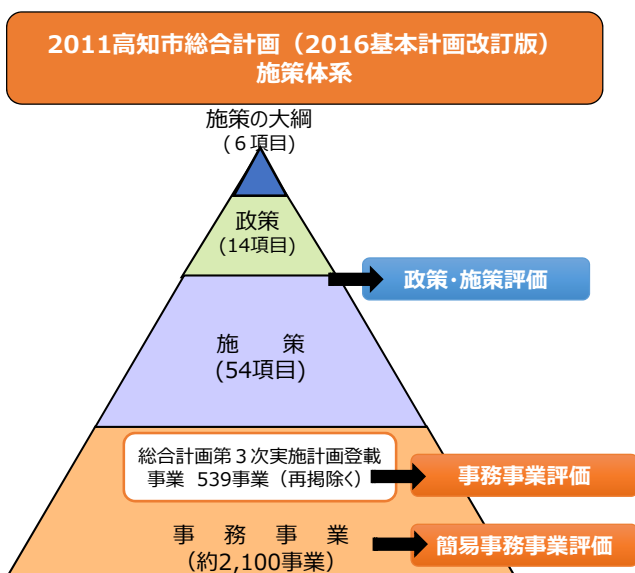 2011高知市総合計画（2016基本計画改訂版）
施策体系
施策の大綱
(６項目)
政策
(14項目)
政策･施策評価
施　策
(54項目)
総合計画第３次実施計画登載
事業 539事業（再掲除く）
事務事業評価
事　務　事　業
（約2,100事業）
簡易事務事業評価